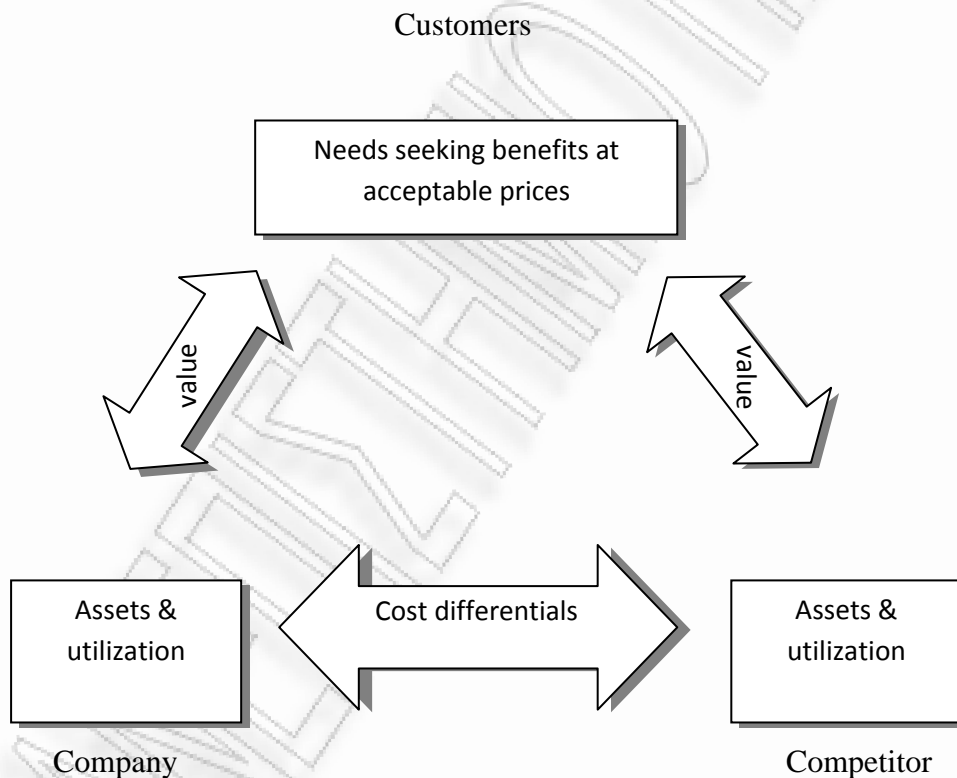 Customers
Needs seeking benefits at
acceptable prices
value
value
Assets &
utilization
Cost differentials
Assets &
utilization
Company
Competitor